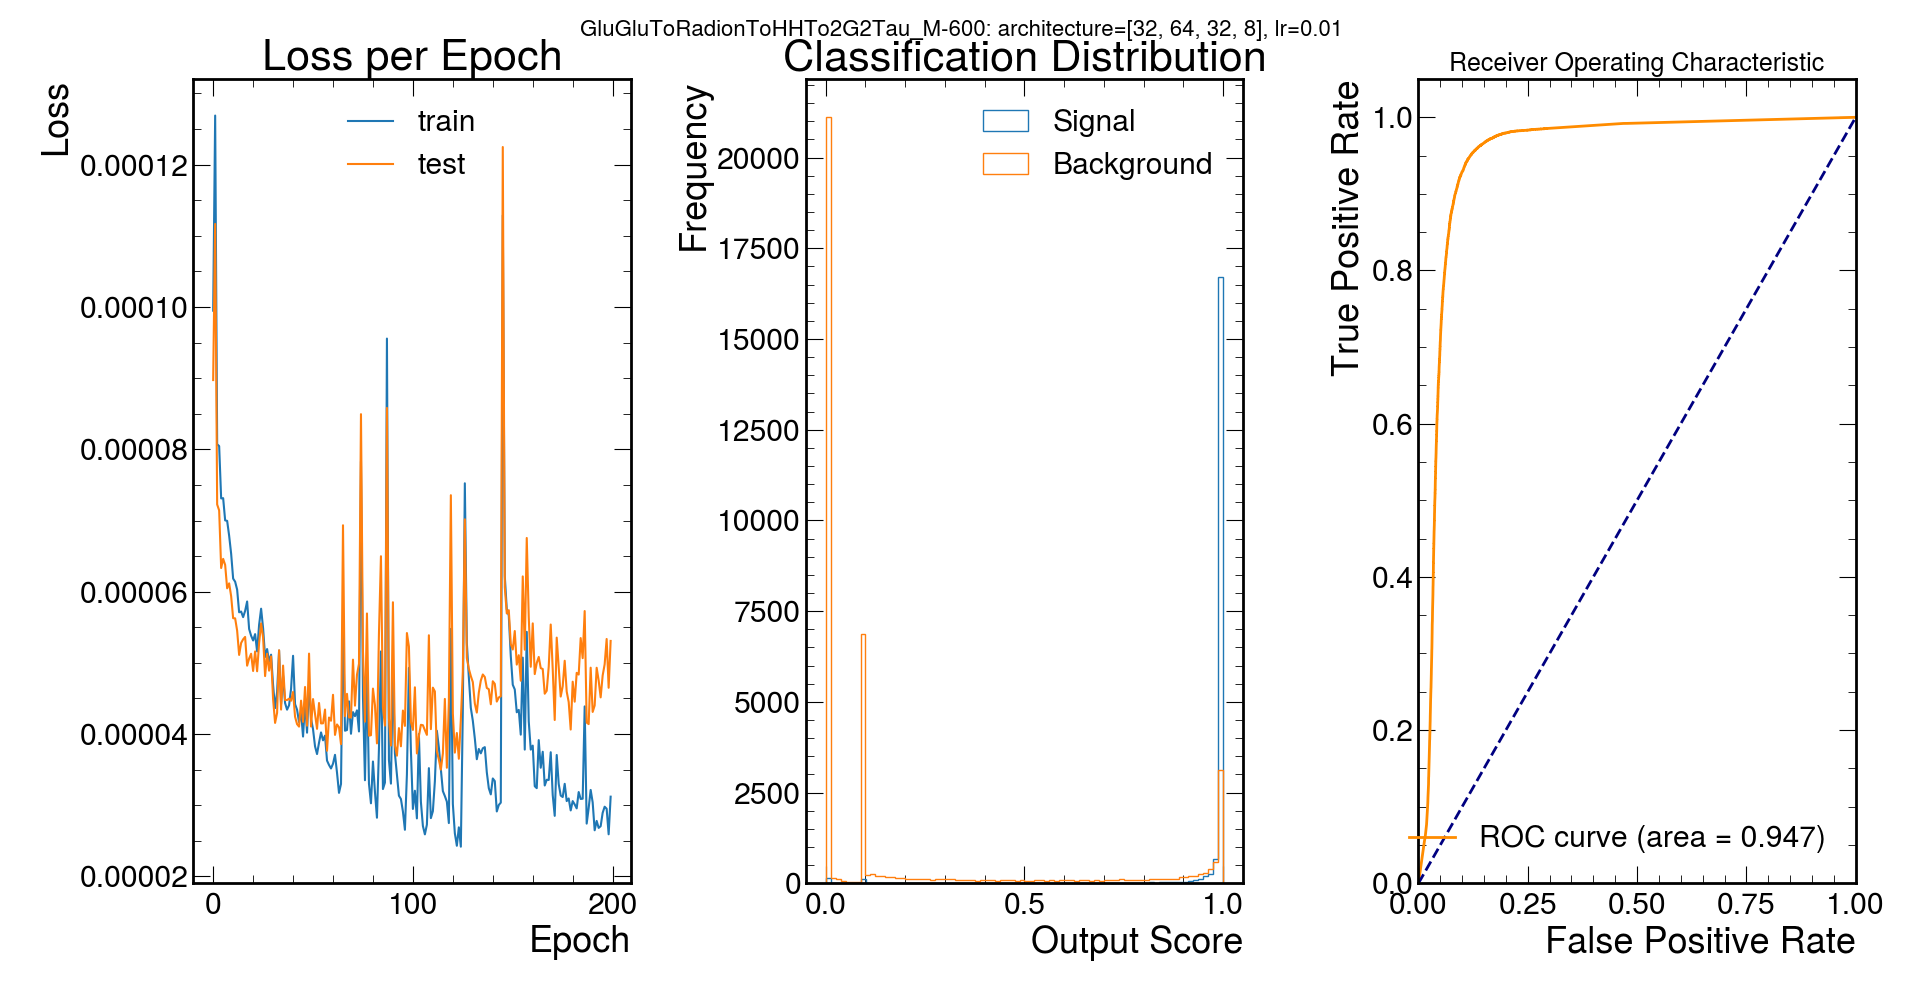 GluGluToRadionToHHTo2G2Tau_M-600: architecture=[32, 64, 32, 8], lr=0.01
Loss per Epoch
Loss
0.00012
0.00010
0.00008
0.00006
0.00004
0.00002
train
test
0
100
200
Epoch
Classification Distribution
Frequency
20000
17500
15000
12500
10000
7500
5000
2500
0
Signal
Background
0.0
0.5
1.0
Output Score
Receiver Operating Characteristic
True Positive Rate
1.0
0.8
0.6
0.4
0.2
0.0
ROC curve (area = 0.947)
0.00
0.25
0.50
0.75
1.00
False Positive Rate